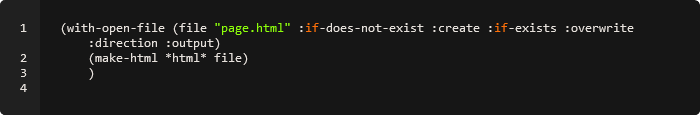 1 (with-open-file (file "page.html" :if-does-not-exist :create :if-exists :overwrite
:direction :output)
2 (make-html *html* file)
3 )
4